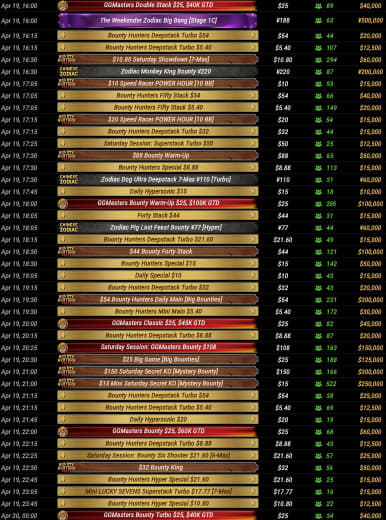 Apr 19, 16:00 GGMasters Double Stack $25, $40K GTD $25 89 $40,000
The Weekender Zodiac Big Bang [Stage 1C] ¥188 63 ¥500,000
Apr 19, 16:15 Bounty Hunters Deepstack Turbo $54 $54 44 $20,000
Apr 19, 16:15 Bounty Hunters Deepstack Turbo $5.40 $5.40 107 $12,500
Apr 19, 16:30 $10.80 Saturday Showdown [7-Max] $10.80 294 $60,000
Apr 19, 16:30 CHINESE ZODIAC Zodiac Monkey King Bounty ¥220 ¥220 87 ¥200,000
Apr 19, 17:05 $10 Speed Racer POWER HOUR [10 BB] $10 93 $15,000
Apr 19, 17:05 Bounty Hunters Fifty Stack $54 $54 66 $40,000
Apr 19, 17:05 Bounty Hunters Fifty Stack $5.40 $5.40 149 $20,000
Apr 19, 17:15 $20 Speed Racer POWER HOUR [10 BB] $20 54 $15,000
Apr 19, 17:15 Bounty Hunters Deepstack Turbo $32 $32 44 $15,000
Apr 19, 17:25 Saturday Session: Superturbo $50 $50 25 $12,500
Apr 19, 17:30 $88 Bounty Warm-Up $88 65 $50,000
Apr 19, 17:30 Bounty Hunters Special $8.88 $8.88 113 $15,000
Apr 19, 17:30 CHINESE ZODIAC Zodiac Dog Ultra Deepstack 7-Max ¥110 [Turbo] ¥110 31 ¥60,000
Apr 19, 17:45 Daily Hypersonic $15 $15 18 $10,000
Apr 19, 18:00 GGMasters Bounty Warm-Up $25, $100K GTD $25 205 $100,000
Apr 19, 18:05 Forty Stack $44 $44 31 $15,000
Apr 19, 18:05 CHINESE ZODIAC Zodiac Pig Last Feast Bounty ¥77 [Hyper] ¥77 44 ¥60,000
Apr 19, 18:15 Bounty Hunters Deepstack Turbo $21.60 $21.60 49 $15,000
Apr 19, 18:30 $44 Bounty Forty Stack $44 121 $100,000
Apr 19, 18:30 Bounty Hunters Special $15 $15 142 $50,000
Apr 19, 19:05 Daily Special $10 $10 43 $15,000
Apr 19, 19:15 Bounty Hunters Deepstack Turbo $32 $32 43 $20,000
Apr 19, 19:30 $54 Bounty Hunters Daily Main [Big Bounties] $54 231 $300,000
Apr 19, 19:30 Bounty Hunters Mini Main $5.40 $5.40 172 $30,000
Apr 19, 20:00 GGMasters Classic $25, $45K GTD $25 82 $45,000
Apr 19, 20:15 Bounty Hunters Deepstack Turbo $8.88 $8.88 87 $20,000
Apr 19, 20:25 Saturday Session: GGMasters Bounty $108 $108 163 $150,000
Apr 19, 20:30 $25 Big Game [Big Bounties] $25 188 $125,000
Apr 19, 21:00 $150 Saturday Secret KO [Mystery Bounty] $150 166 $300,000
Apr 19, 21:00 $15 Mini Saturday Secret KO [Mystery Bounty] $15 522 $250,000
Apr 19, 21:15 Bounty Hunters Deepstack Turbo $54 $54 38 $25,000
Apr 19, 21:15 Bounty Hunters Deepstack Turbo $5.40 $5.40 69 $12,500
Apr 19, 21:45 Daily Hypersonic $20 $20 19 $15,000
Apr 19, 22:00 GGMasters Bounty $25, $60K GTD $25 68 $60,000
Apr 19, 22:15 Bounty Hunters Deepstack Turbo $8.88 $8.88 43 $12,500
Apr 19, 22:25 Saturday Session: Bounty Six Shooter $21.60 [6-Max] $21.60 57 $25,000
Apr 19, 22:30 $32 Bounty King $32 56 $50,000
Apr 19, 22:45 Bounty Hunters Hyper Special $21.60 $21.60 25 $15,000
Apr 19, 23:05 Mini LUCKY SEVENS Superstack Turbo $17.77 [7-Max] $17.77 16 $15,000
Apr 19, 23:45 Bounty Hunters Hyper Special $10.80 $10.80 22 $12,500
Apr 20, 00:00 GGMasters Bounty Turbo $25, $40K GTD $25 34 $40,000